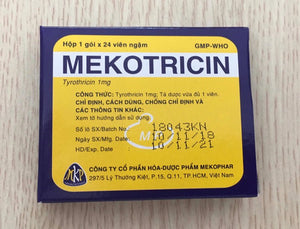 Hộp 1 gói x 24 viên ngậm GMP-WHO
MEKOTRICIN
Tyrothricin 1mg
CÔNG THỨC: Tyrothricin 1mg; Tá dược vừa đủ 1 viên.
CHỈ ĐỊNH, CÁCH DÙNG, CHỐNG CHỈ ĐỊNH VÀ
CÁC THÔNG TIN KHÁC:
Xem tờ hướng dẫn sử dụng.
Số lô SX/Batch No.: 18043KN
Ngày SX/Mfg. Date : 10/11/18
HD/Exp. Date : 10/11/21
MKP
CÔNG TY CỔ PHẦN HÓA-DƯỢC PHẨM MEKOPHAR
297/5 Lý Thường Kiệt, P.15, Q.11, TP.HCM, Việt Nam